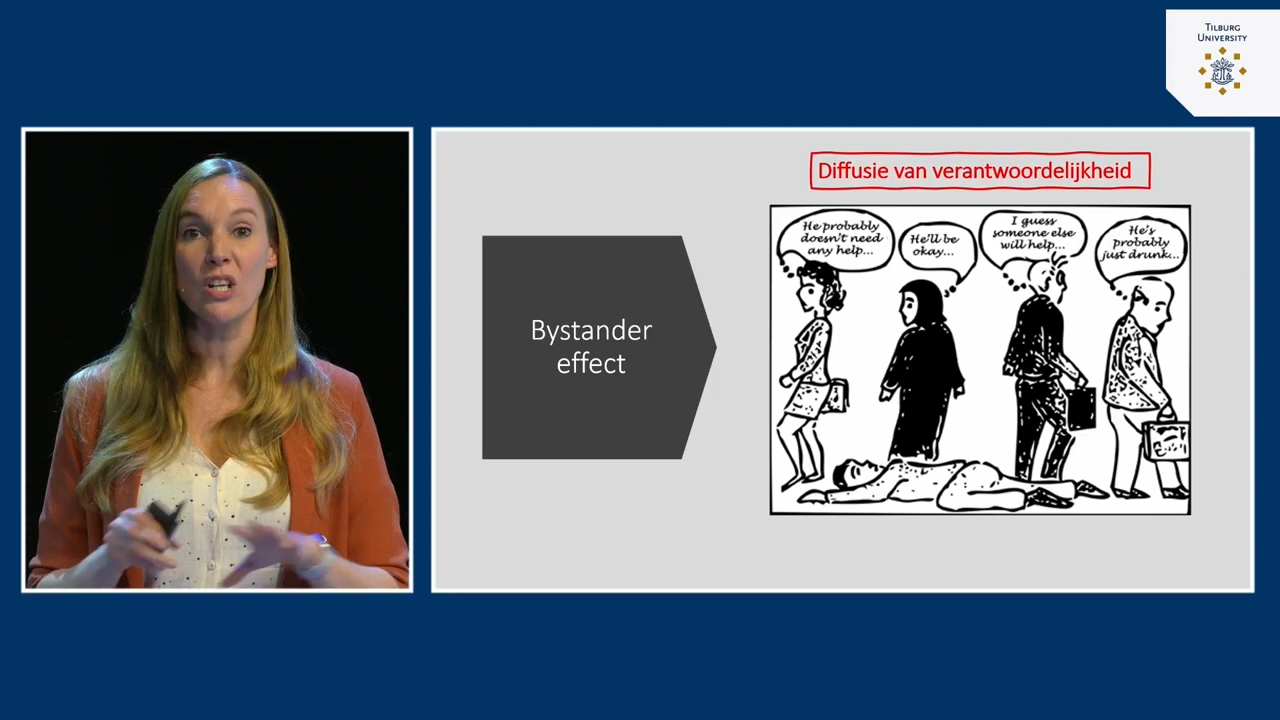 TILBURG
UNIVERSITY
Diffusie van verantwoordelijkheid
Bystander
effect
He probably
doesn't need
any help...
He'll be
okay...
I guess
someone else
will help...
He's
probably
just drunk...